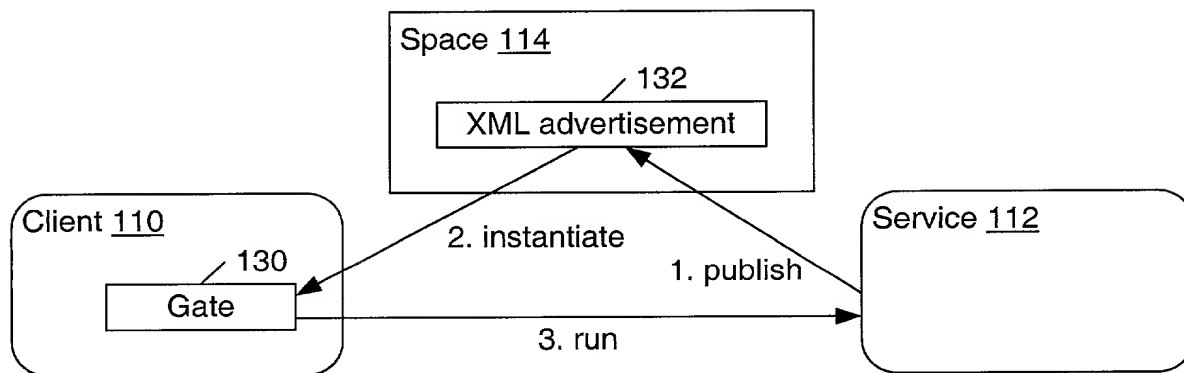 Space 114
132
XML advertisement
Client 110
2. instantiate
Service 112
130
1. publish
Gate
3. run